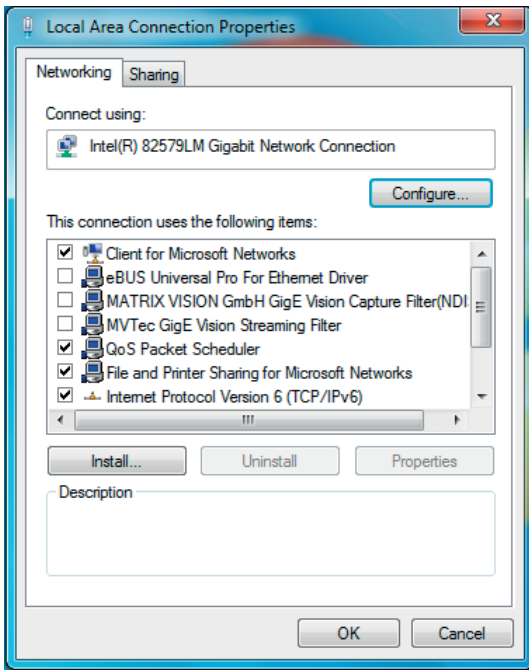 Local Area Connection Properties
Networking
Sharing
Connect using:
Intel(R) 82579LM Gigabit Network Connection
Configure...
This connection uses the following items:
Client for Microsoft Networks
eBUS Universal Pro For Ethernet Driver
MATRIX VISION GmbH GigE Vision Capture Filter(NDI
MVTec GigE Vision Streaming Filter
QoS Packet Scheduler
File and Printer Sharing for Microsoft Networks
Internet Protocol Version 6 (TCP/IPv6)
Install...
Uninstall
Properties
Description
OK
Cancel